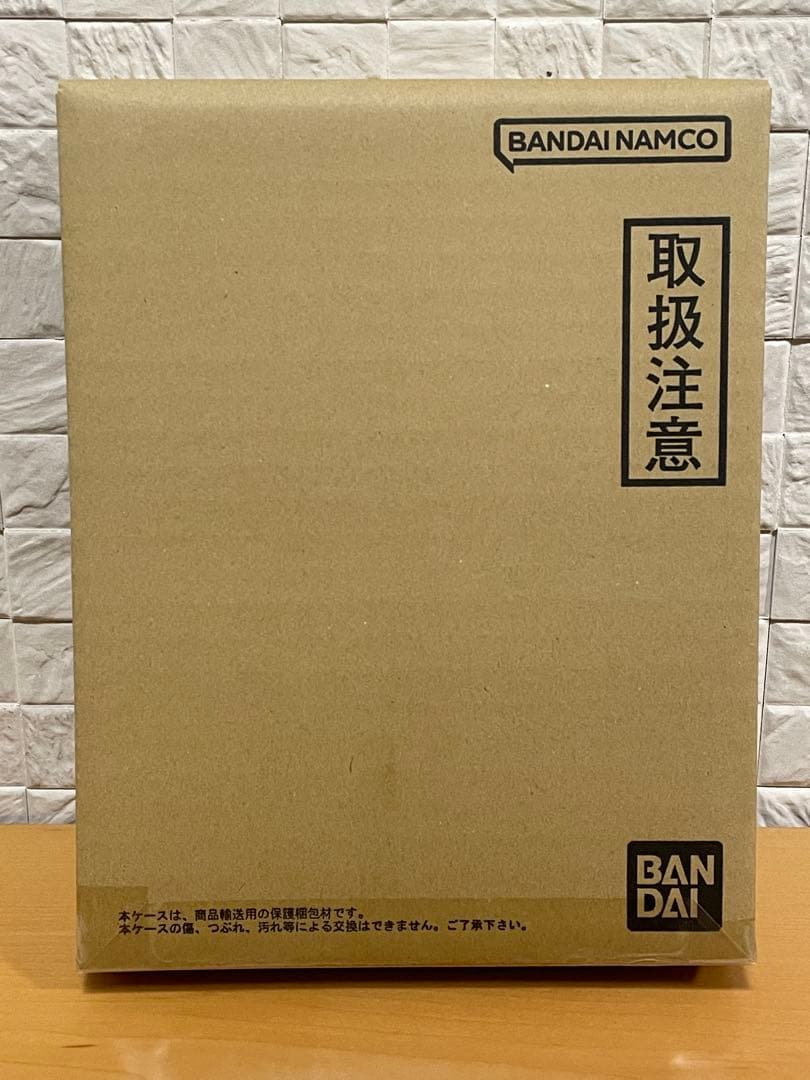 BANDAI NAMCO
取扱注意
BAN
DAI
本ケースは、商品輸送用の保護梱包材です。
本ケースの傷、つぶれ、汚れ等による交換はできません。ご了承下さい。